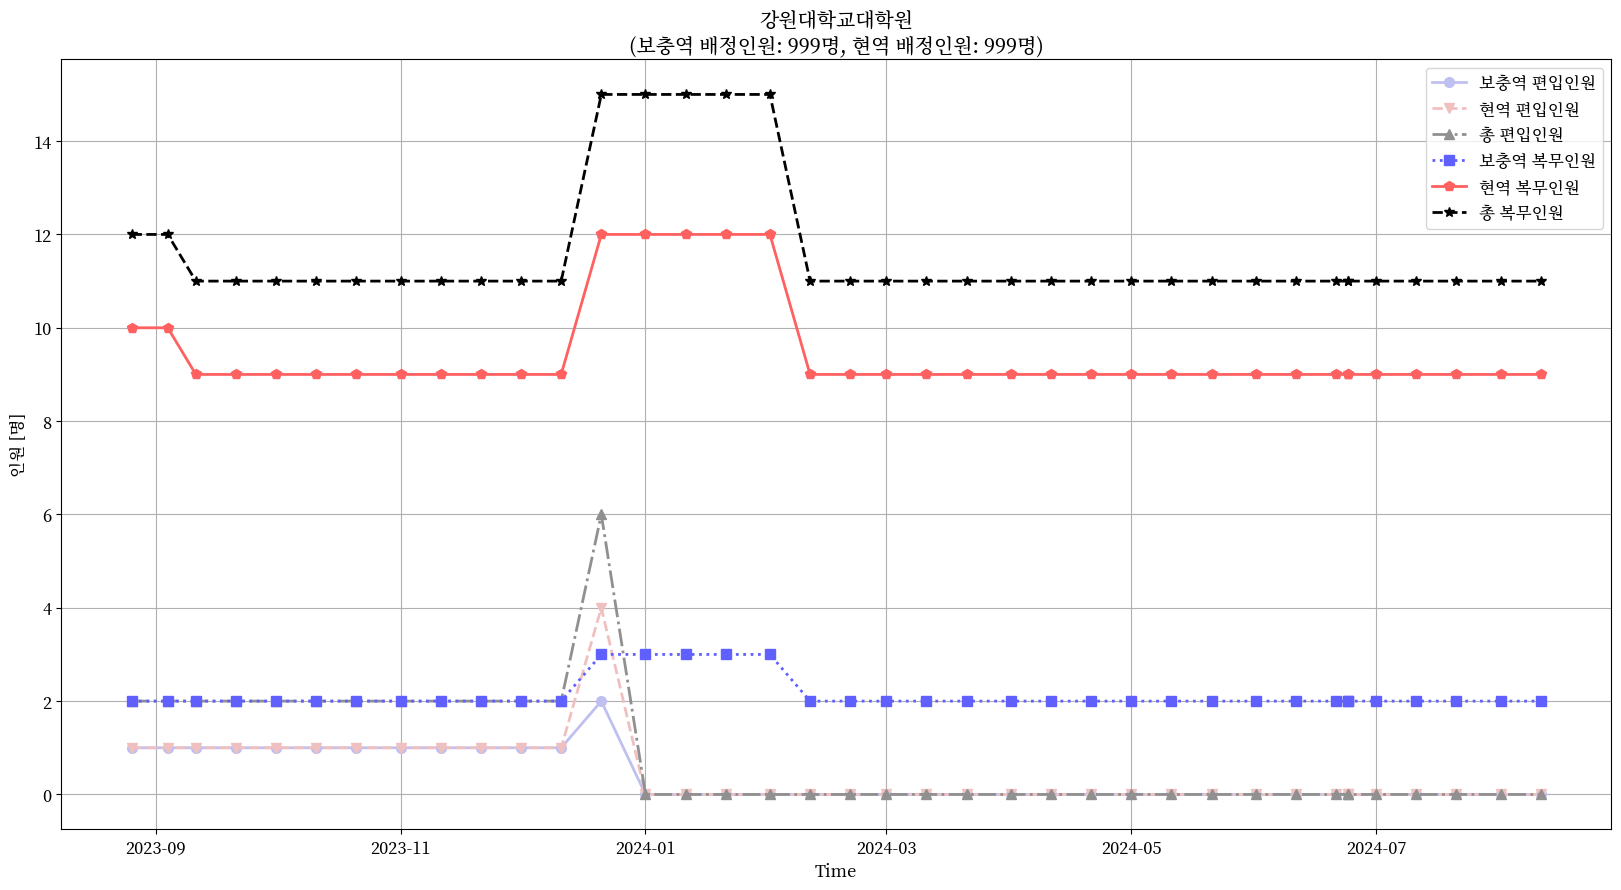 강원대학교대학원
(보충역 배정인원: 999명, 현역 배정인원: 999명)
보충역 편입인원
현역 편입인원
총 편입인원
보충역 복무인원
현역 복무인원
총 복무인원
인원 [명]
14
12
10
8
6
4
2
0
2023-09
2023-11
2024-01
2024-03
2024-05
2024-07
Time